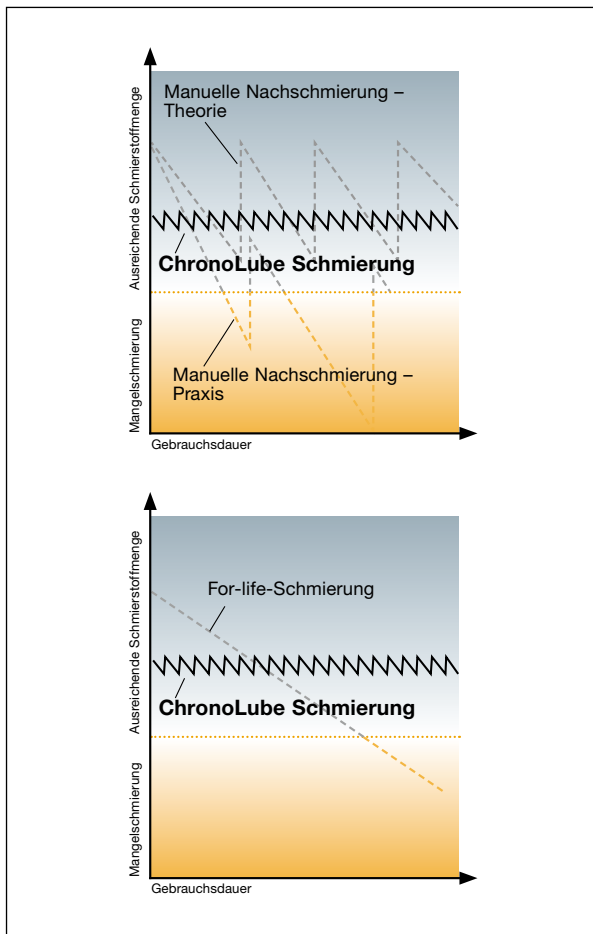 Ausreichende Schmierstoffmenge
Mangelschmierung
Manuelle Nachschmierung –
Theorie
ChronoLube Schmierung
Manuelle Nachschmierung –
Praxis
Gebrauchsdauer
Ausreichende Schmierstoffmenge
Mangelschmierung
For-life-Schmierung
ChronoLube Schmierung
Gebrauchsdauer